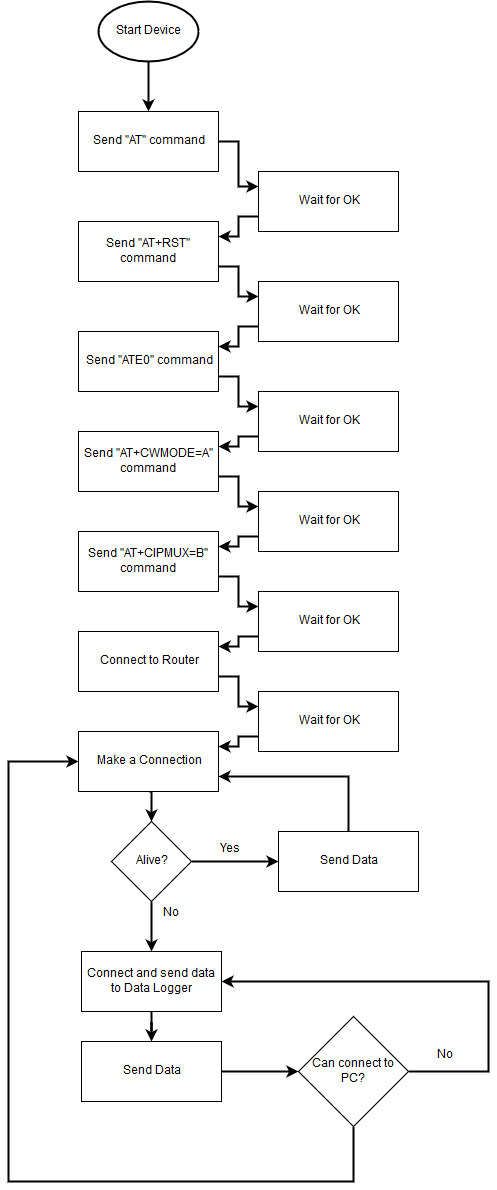 Start Device
Send "AT" command
Wait for OK
Send "AT+RST"
command
Wait for OK
Send "ATE0" command
Wait for OK
Send "AT+CWMODE=A"
command
Wait for OK
Send "AT+CIPMUX=B"
command
Wait for OK
Connect to Router
Wait for OK
Make a Connection
Alive?
Yes
Send Data
No
Connect and send data
to Data Logger
Send Data
Can connect to
PC?
No